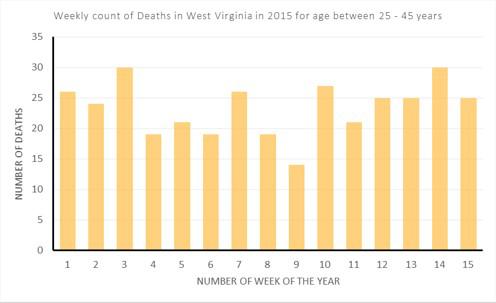 Weekly count of Deaths in West Virginia in 2015 for age between 25 - 45 years
35
30
25
20
15
10
5
0
NUMBER OF DEATHS
1 2 3 4 5 6 7 8 9 10 11 12 13 14 15
NUMBER OF WEEK OF THE YEAR